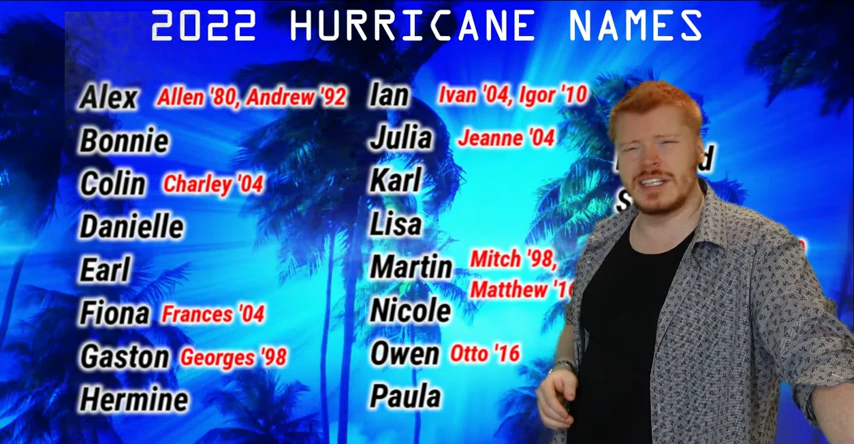 2022 HURRICANE NAMES
Alex Allen '80, Andrew '92
Bonnie
Colin Charley '04
Danielle
Earl
Fiona Frances '04
Gaston Georges '98
Hermine
Ian Ivan '04, Igor '10
Julia Jeanne '04
Karl
Lisa
Martin Mitch '98,
Matthew
Nicole
Owen Otto '16
Paula